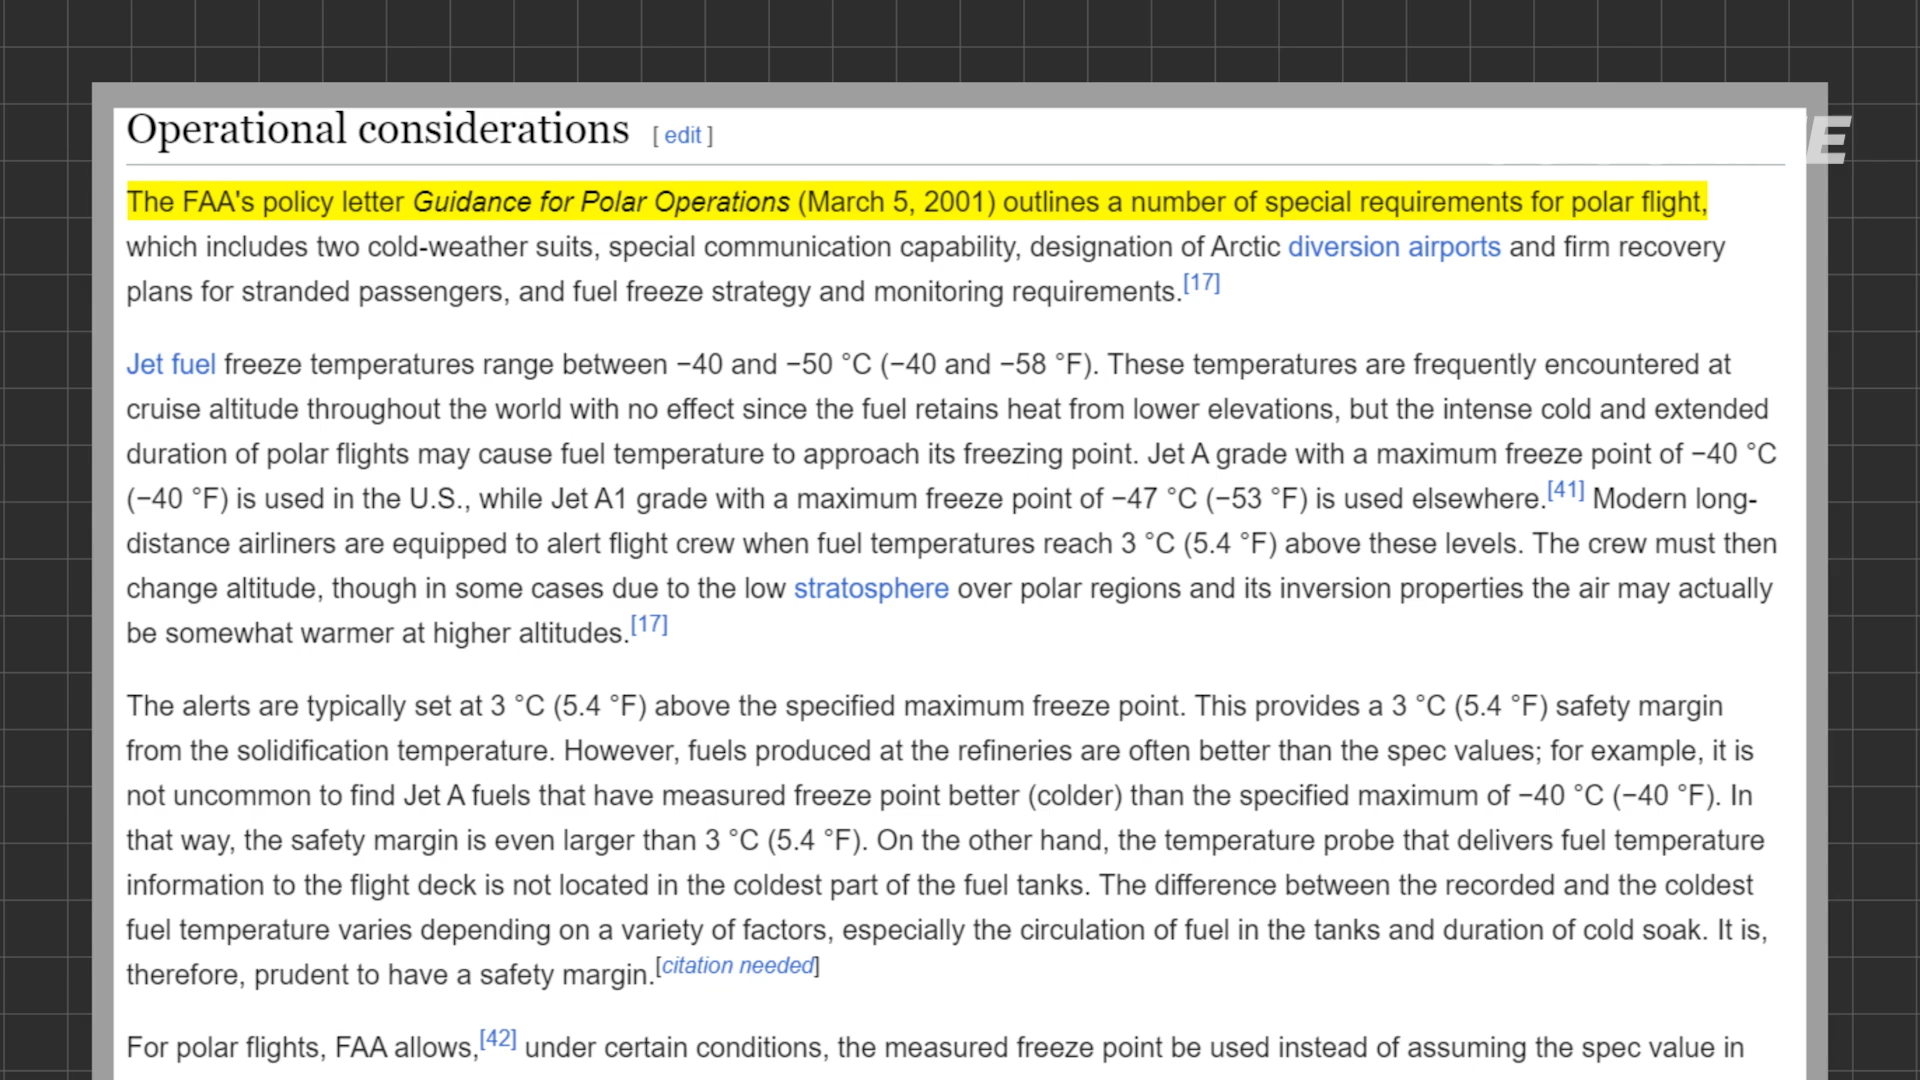 Operational considerations [ edit ]
E
The FAA's policy letter Guidance for Polar Operations (March 5, 2001) outlines a number of special requirements for polar flight,
which includes two cold-weather suits, special communication capability, designation of Arctic diversion airports and firm recovery
plans for stranded passengers, and fuel freeze strategy and monitoring requirements.[17]
Jet fuel freeze temperatures range between −40 and −50 °C (−40 and −58 °F). These temperatures are frequently encountered at
cruise altitude throughout the world with no effect since the fuel retains heat from lower elevations, but the intense cold and extended
duration of polar flights may cause fuel temperature to approach its freezing point. Jet A grade with a maximum freeze point of −40 °C
(−40 °F) is used in the U.S., while Jet A1 grade with a maximum freeze point of −47 °C (−53 °F) is used elsewhere.[41] Modern long-
distance airliners are equipped to alert flight crew when fuel temperatures reach 3 °C (5.4 °F) above these levels. The crew must then
change altitude, though in some cases due to the low stratosphere over polar regions and its inversion properties the air may actually
be somewhat warmer at higher altitudes.[17]
The alerts are typically set at 3 °C (5.4 °F) above the specified maximum freeze point. This provides a 3 °C (5.4 °F) safety margin
from the solidification temperature. However, fuels produced at the refineries are often better than the spec values; for example, it is
not uncommon to find Jet A fuels that have measured freeze point better (colder) than the specified maximum of −40 °C (−40 °F). In
that way, the safety margin is even larger than 3 °C (5.4 °F). On the other hand, the temperature probe that delivers fuel temperature
information to the flight deck is not located in the coldest part of the fuel tanks. The difference between the recorded and the coldest
fuel temperature varies depending on a variety of factors, especially the circulation of fuel in the tanks and duration of cold soak. It is,
therefore, prudent to have a safety margin.[citation needed]
For polar flights, FAA allows,[42] under certain conditions, the measured freeze point be used instead of assuming the spec value in